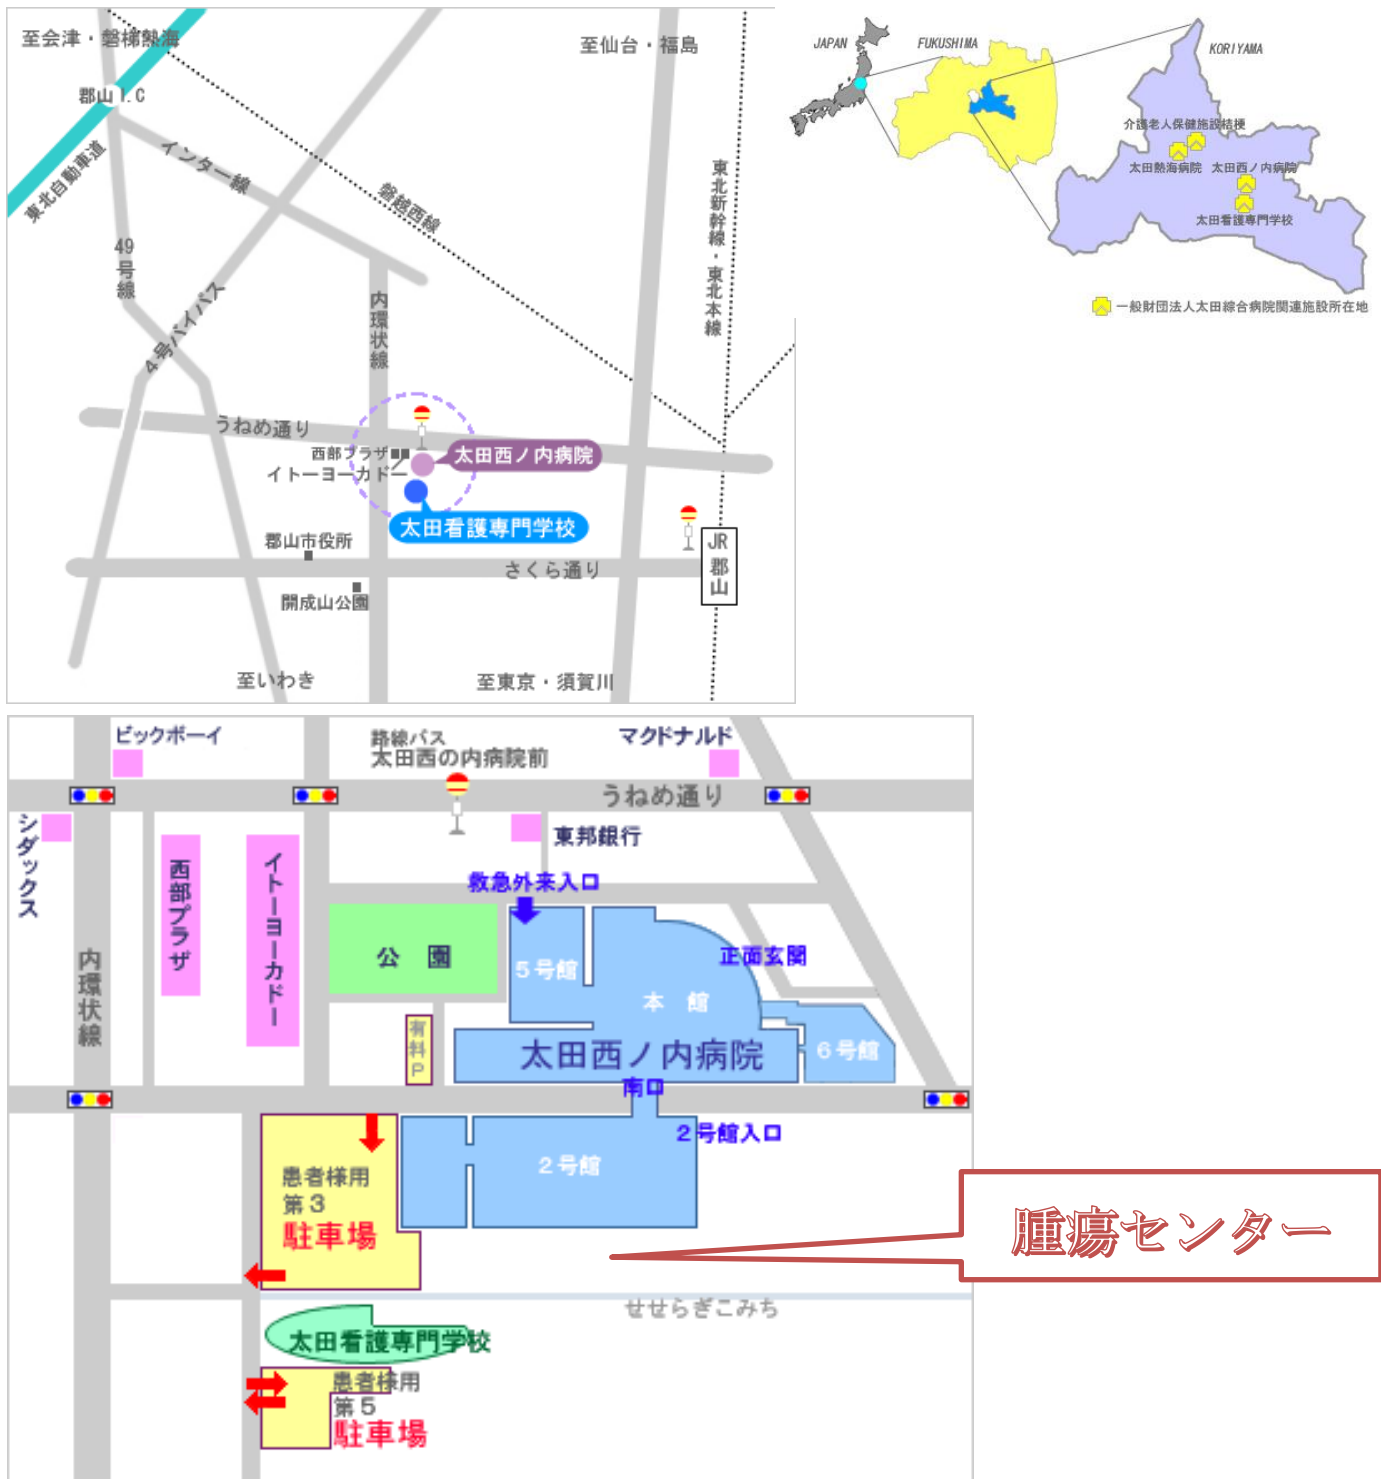 至会津・磐梯熱海
至仙台・福島
郡山I.C
東北自動車道
インター線
磐越西線
東北新幹線・東北本線
49号線
4号バイパス
内環状線
うねめ通り
西部プラザ
イトーヨーカドー
太田西ノ内病院
太田看護専門学校
郡山市役所
さくら通り
JR郡山
開成山公園
至いわき
至東京・須賀川
JAPAN
FUKUSHIMA
KORIYAMA
介護老人保健施設桔梗
太田熱海病院
太田西ノ内病院
太田看護専門学校
一般財団法人太田綜合病院関連施設所在地
ビックボーイ
路線バス
太田西の内病院前
マクドナルド
うねめ通り
シダックス
東邦銀行
西部プラザ
イトーヨーカドー
救急外来入口
公園
5号館
正面玄関
本館
内環状線
有料P
太田西ノ内病院
6号館
南口
2号館入口
2号館
患者様用
第3
駐車場
腫瘍センター
せせらぎこみち
太田看護専門学校
患者様用
第5
駐車場